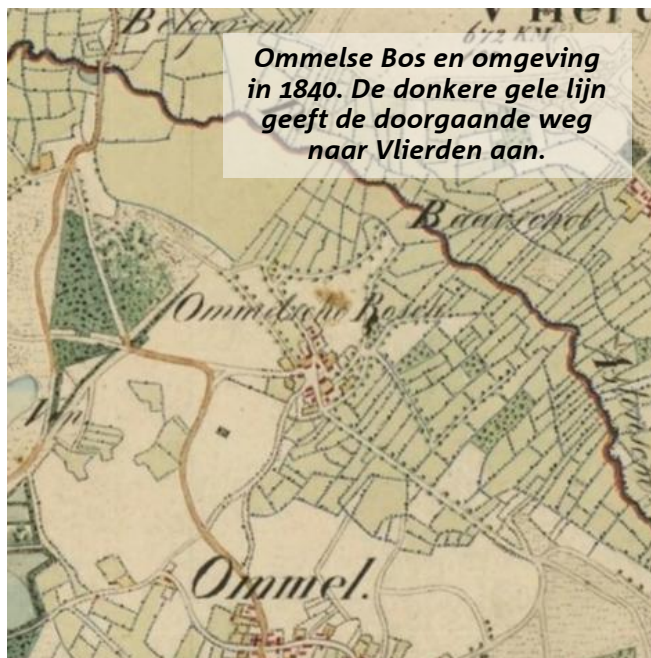 Belgeren
Ommelse Bos en omgeving
in 1840. De donkere gele lijn
geeft de doorgaande weg
naar Vlierden aan.
Baarschot
Ommelsche Bosch
Ommel.